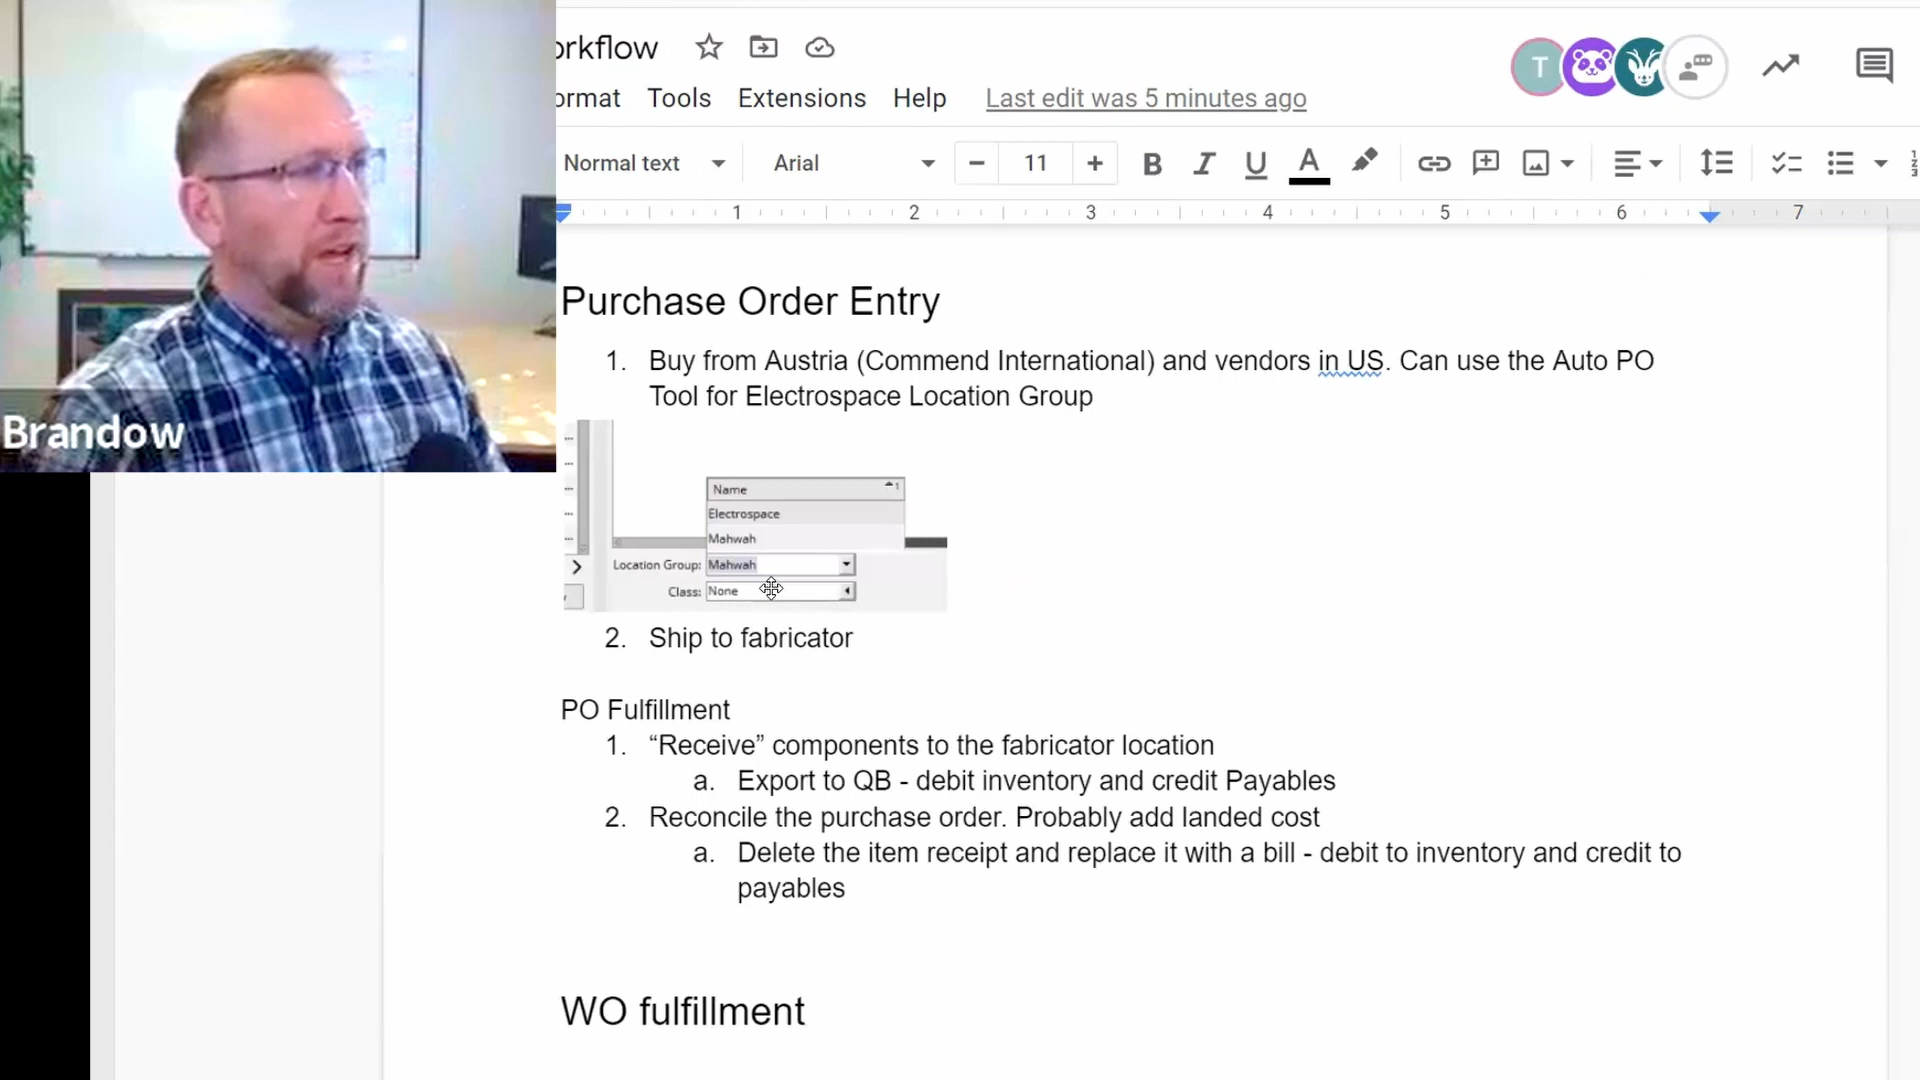 orkflow
ormat Tools Extensions Help Last edit was 5 minutes ago
T
Normal text Arial 11 B I U A
1 2 3 4 5 6 7
Brandow
Purchase Order Entry
1. Buy from Austria (Commend International) and vendors in US. Can use the Auto PO
Tool for Electrospace Location Group
Name 1
Electrospace
Mahwah
Location Group: Mahwah
Class: None
2. Ship to fabricator
PO Fulfillment
1. “Receive” components to the fabricator location
a. Export to QB - debit inventory and credit Payables
2. Reconcile the purchase order. Probably add landed cost
a. Delete the item receipt and replace it with a bill - debit to inventory and credit to
payables
WO fulfillment